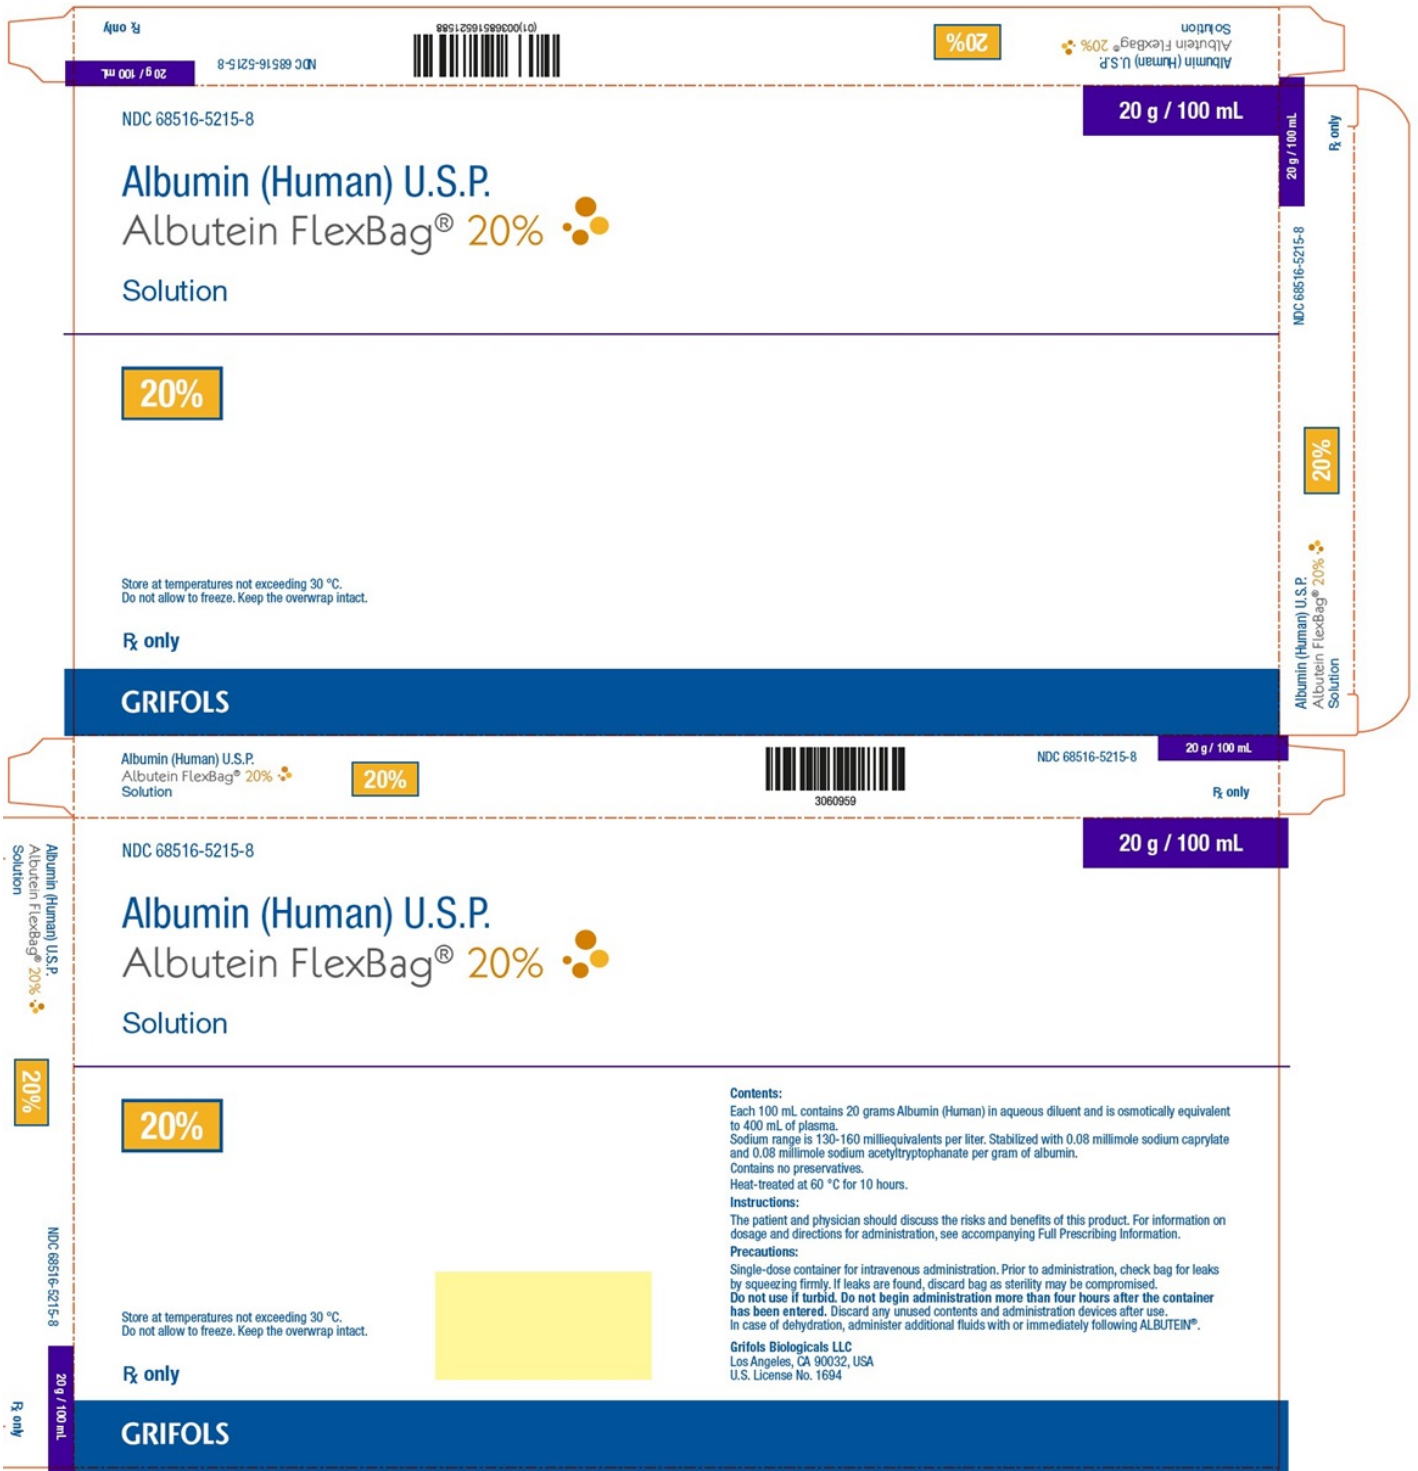 Rx only
20 g / 100 mL
NDC 68516-5215-8
(01)00368516521588
20%
Albumin (Human) U.S.P.
Albutein FlexBag® 20%
Solution
NDC 68516-5215-8
20 g / 100 mL
Albumin (Human) U.S.P.
Albutein FlexBag® 20%
Solution
20%
Store at temperatures not exceeding 30 °C.
Do not allow to freeze. Keep the overwrap intact.
Rx only
GRIFOLS
Rx only
20 g / 100 mL
NDC 68516-5215-8
20%
Albumin (Human) U.S.P.
Albutein FlexBag® 20%
Solution
Albumin (Human) U.S.P.
Albutein FlexBag® 20%
Solution
20%
3060959
NDC 68516-5215-8
20 g / 100 mL
Rx only
Albumin (Human) U.S.P.
Albutein FlexBag® 20%
Solution
20%
NDC 68516-5215-8
20 g / 100 mL
Rx only
NDC 68516-5215-8
20 g / 100 mL
Albumin (Human) U.S.P.
Albutein FlexBag® 20%
Solution
20%
Store at temperatures not exceeding 30 °C.
Do not allow to freeze. Keep the overwrap intact.
Rx only
Contents:
Each 100 mL contains 20 grams Albumin (Human) in aqueous diluent and is osmotically equivalent
to 400 mL of plasma.
Sodium range is 130-160 milliequivalents per liter. Stabilized with 0.08 millimole sodium caprylate
and 0.08 millimole sodium acetyltryptophanate per gram of albumin.
Contains no preservatives.
Heat-treated at 60 °C for 10 hours.
Instructions:
The patient and physician should discuss the risks and benefits of this product. For information on
dosage and directions for administration, see accompanying Full Prescribing Information.
Precautions:
Single-dose container for intravenous administration. Prior to administration, check bag for leaks
by squeezing firmly. If leaks are found, discard bag as sterility may be compromised.
Do not use if turbid. Do not begin administration more than four hours after the container
has been entered. Discard any unused contents and administration devices after use.
In case of dehydration, administer additional fluids with or immediately following ALBUTEIN®.
Grifols Biologicals LLC
Los Angeles, CA 90032, USA
U.S. License No. 1694
GRIFOLS